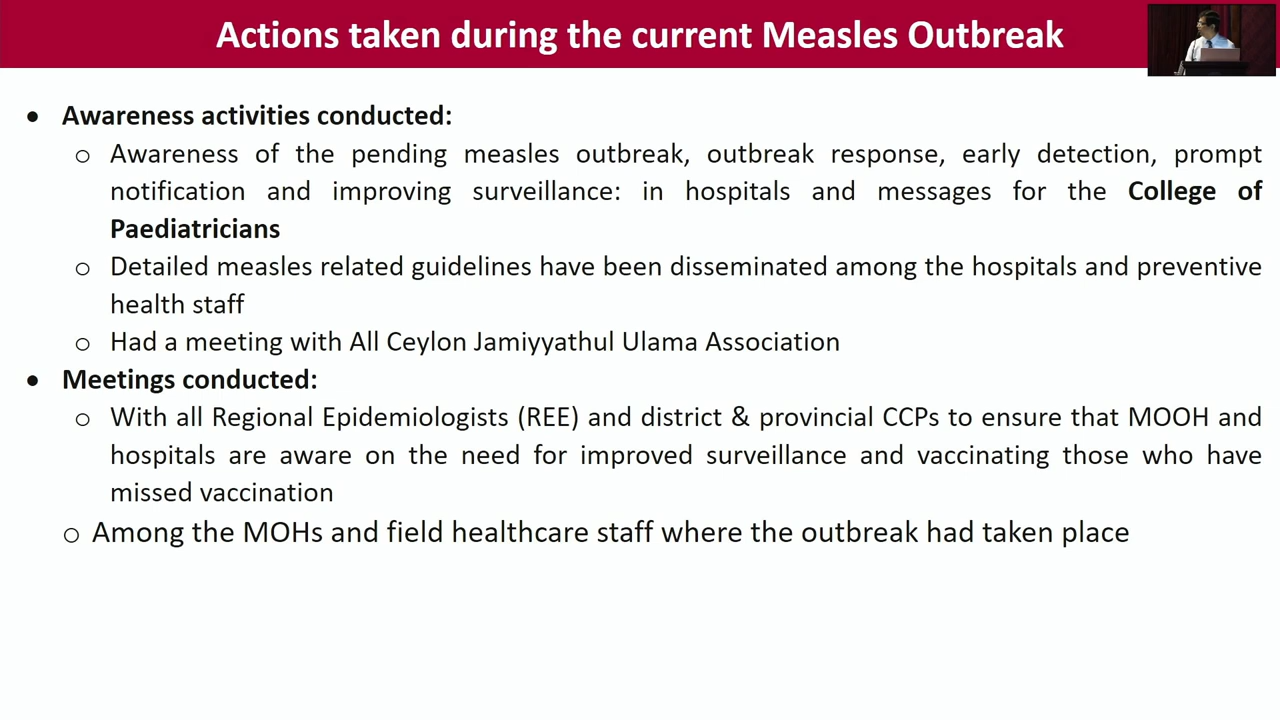 Actions taken during the current Measles Outbreak
• Awareness activities conducted:
o Awareness of the pending measles outbreak, outbreak response, early detection, prompt
notification and improving surveillance: in hospitals and messages for the College of
Paediatricians
o Detailed measles related guidelines have been disseminated among the hospitals and preventive
health staff
o Had a meeting with All Ceylon Jamiyyathul Ulama Association
• Meetings conducted:
o With all Regional Epidemiologists (REE) and district & provincial CCPs to ensure that MOOH and
hospitals are aware on the need for improved surveillance and vaccinating those who have
missed vaccination
o Among the MOHs and field healthcare staff where the outbreak had taken place